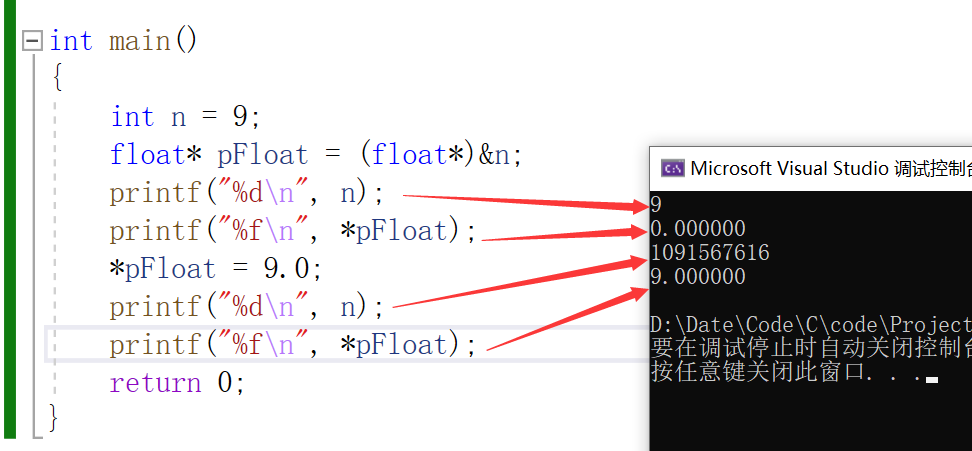 int main()
{
int n = 9;
float* pFloat = (float*)&n;
printf("%d\n", n);
printf("%f\n", *pFloat);
*pFloat = 9.0;
printf("%d\n", n);
printf("%f\n", *pFloat);
return 0;
}
Microsoft Visual Studio 调试控制台
9
0.000000
1091567616
9.000000
D:\Date\Code\C\code\Project
要在调试停止时自动关闭控制台
按任意键关闭此窗口. . .